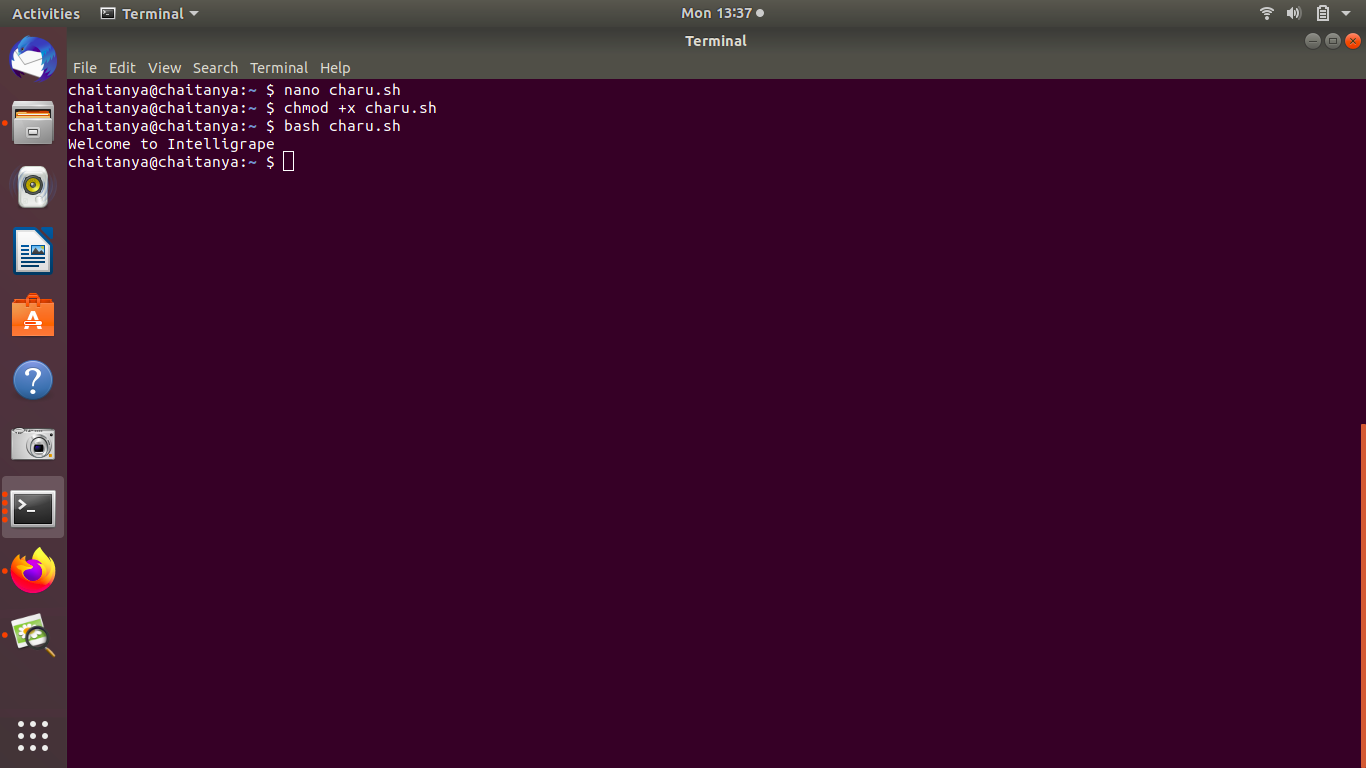 Activities Terminal Mon 13:37
Terminal
File Edit View Search Terminal Help
chaitanya@chaitanya:~ $ nano charu.sh
chaitanya@chaitanya:~ $ chmod +x charu.sh
chaitanya@chaitanya:~ $ bash charu.sh
Welcome to Intelligrape
chaitanya@chaitanya:~ $